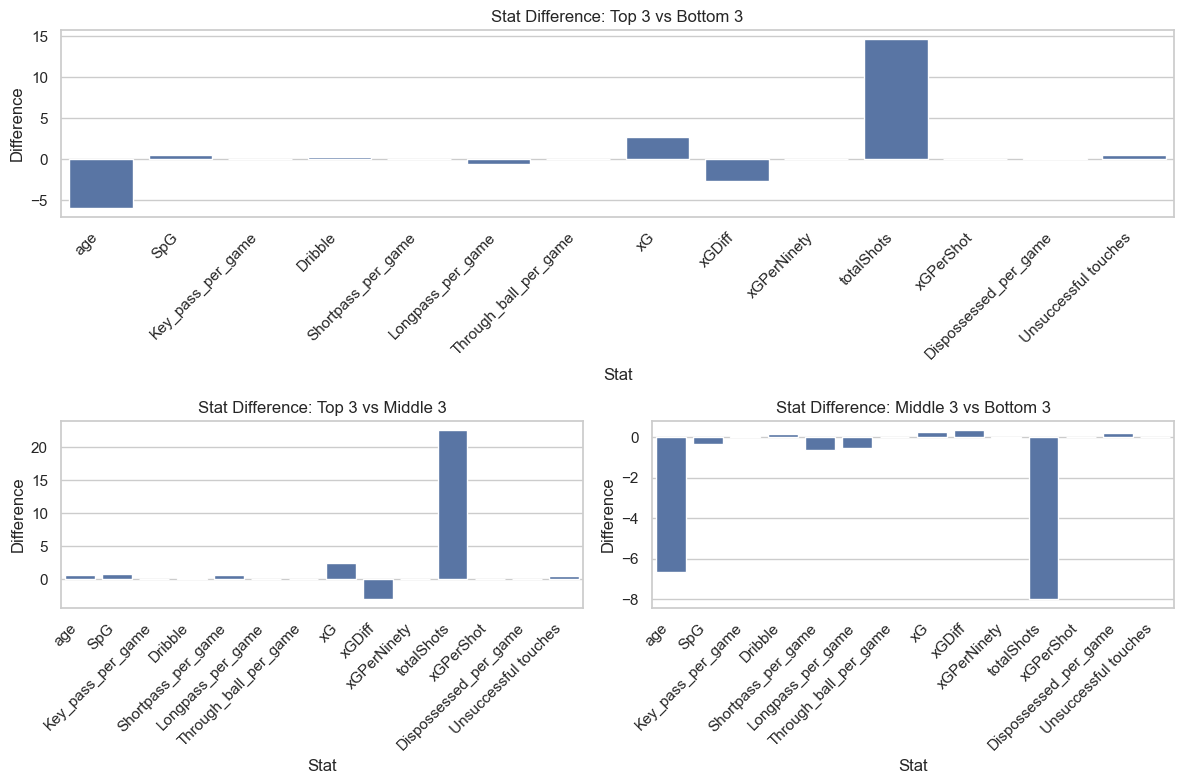 Stat Difference: Top 3 vs Bottom 3
Difference
15
10
5
0
−5
age
SpG
Key_pass_per_game
Dribble
Shortpass_per_game
Longpass_per_game
Through_ball_per_game
xG
xGDiff
xGPerNinety
totalShots
xGPerShot
Dispossessed_per_game
Unsuccessful touches
Stat
Stat Difference: Top 3 vs Middle 3
Difference
20
15
10
5
0
age
SpG
Key_pass_per_game
Dribble
Shortpass_per_game
Longpass_per_game
Through_ball_per_game
xG
xGDiff
xGPerNinety
totalShots
xGPerShot
Dispossessed_per_game
Unsuccessful touches
Stat
Stat Difference: Middle 3 vs Bottom 3
Difference
0
−2
−4
−6
−8
age
SpG
Key_pass_per_game
Dribble
Shortpass_per_game
Longpass_per_game
Through_ball_per_game
xG
xGDiff
xGPerNinety
totalShots
xGPerShot
Dispossessed_per_game
Unsuccessful touches
Stat